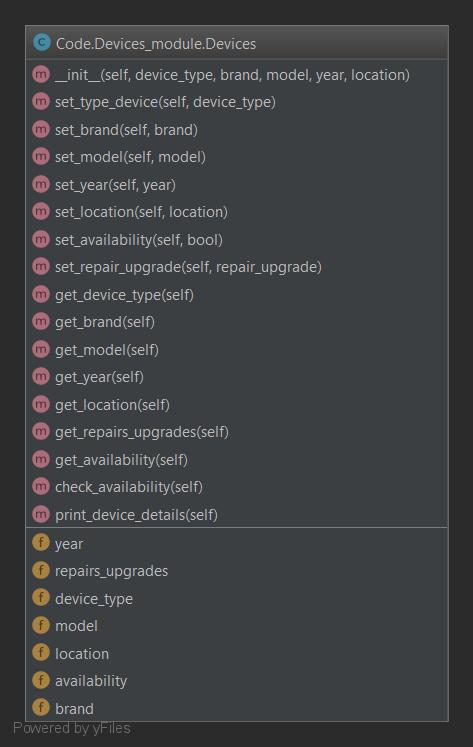 C Code.Devices_module.Devices
m __init__(self, device_type, brand, model, year, location)
m set_type_device(self, device_type)
m set_brand(self, brand)
m set_model(self, model)
m set_year(self, year)
m set_location(self, location)
m set_availability(self, bool)
m set_repair_upgrade(self, repair_upgrade)
m get_device_type(self)
m get_brand(self)
m get_model(self)
m get_year(self)
m get_location(self)
m get_repairs_upgrades(self)
m get_availability(self)
m check_availability(self)
m print_device_details(self)
f year
f repairs_upgrades
f device_type
f model
f location
f availability
f brand
Powered by yFiles